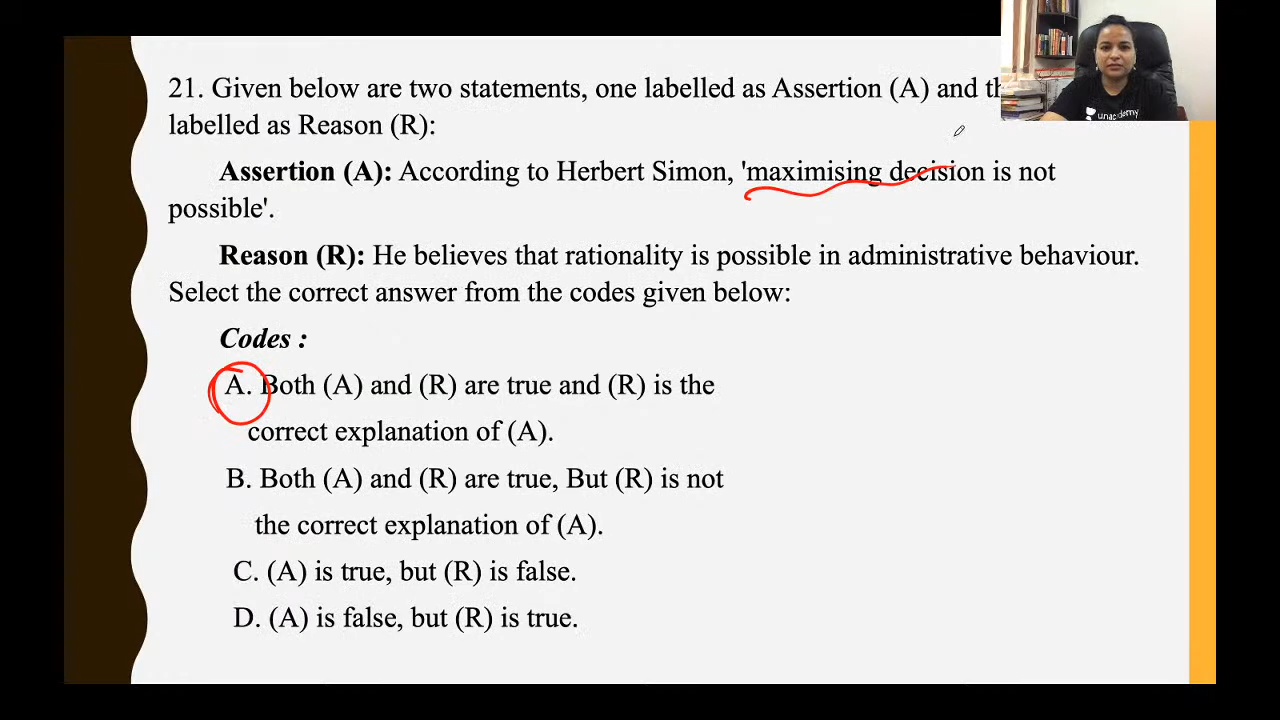 21. Given below are two statements, one labelled as Assertion (A) and
labelled as Reason (R):
Assertion (A): According to Herbert Simon, 'maximising decision is not
possible'.
Reason (R): He believes that rationality is possible in administrative behaviour.
Select the correct answer from the codes given below:
Codes :
A. Both (A) and (R) are true and (R) is the
correct explanation of (A).
B. Both (A) and (R) are true, But (R) is not
the correct explanation of (A).
C. (A) is true, but (R) is false.
D. (A) is false, but (R) is true.
unacademy